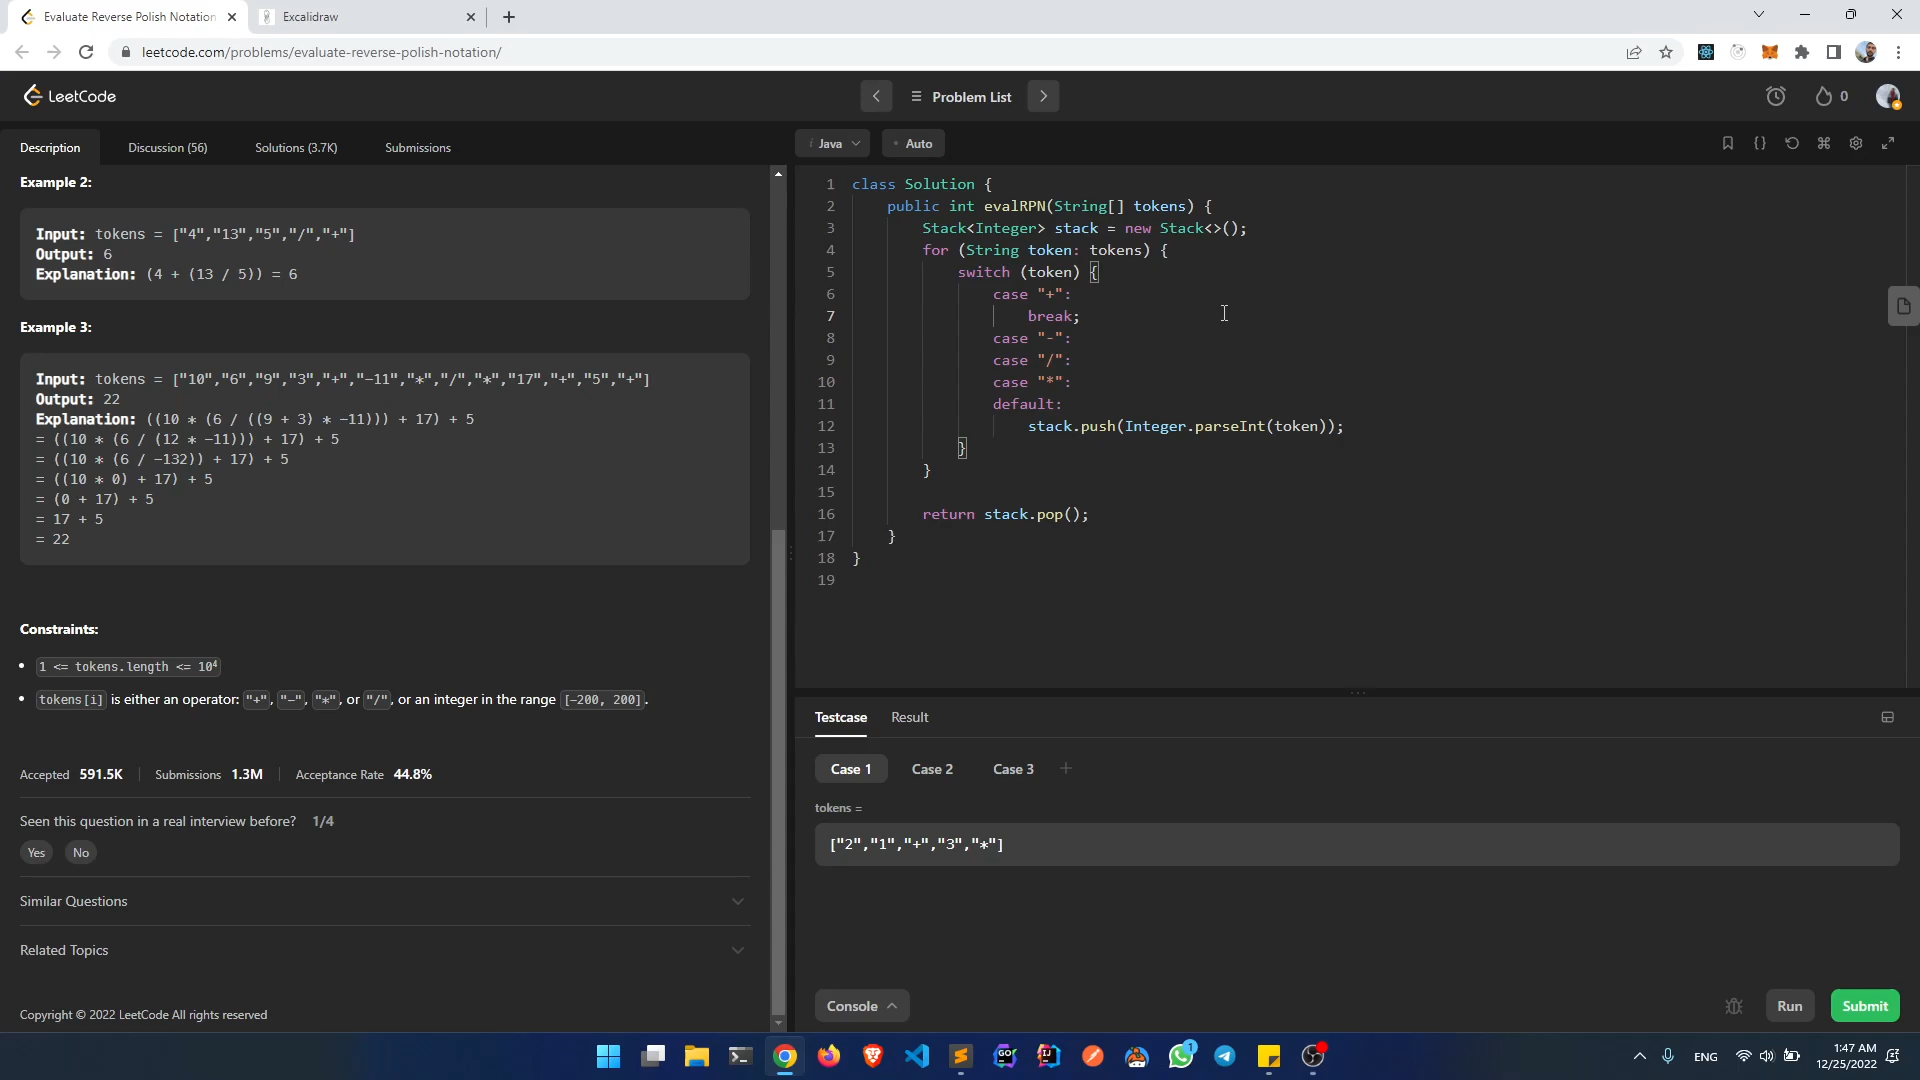 Evaluate Reverse Polish Notation
Excalidraw
leetcode.com/problems/evaluate-reverse-polish-notation/
LeetCode
Problem List
0
Description
Discussion (56)
Solutions (3.7K)
Submissions
i Java
• Auto
Example 2:
Input: tokens = ["4","13","5","/","+"]
Output: 6
Explanation: (4 + (13 / 5)) = 6
Example 3:
Input: tokens = ["10","6","9","3","+","-11","*","/","*","17","+","5","+"]
Output: 22
Explanation: ((10 * (6 / ((9 + 3) * -11))) + 17) + 5
= ((10 * (6 / (12 * -11))) + 17) + 5
= ((10 * (6 / -132)) + 17) + 5
= ((10 * 0) + 17) + 5
= (0 + 17) + 5
= 17 + 5
= 22
Constraints:
• 1 <= tokens.length <= 10⁴
• tokens[i] is either an operator: "+", "-", "*", or "/", or an integer in the range [-200, 200].
Accepted 591.5K Submissions 1.3M Acceptance Rate 44.8%
Seen this question in a real interview before? 1/4
Yes No
Similar Questions
Related Topics
Copyright © 2022 LeetCode All rights reserved
1 class Solution {
2 public int evalRPN(String[] tokens) {
3 Stack<Integer> stack = new Stack<>();
4 for (String token: tokens) {
5 switch (token) {
6 case "+":
7 break;
8 case "-":
9 case "/":
10 case "*":
11 default:
12 stack.push(Integer.parseInt(token));
13 }
14 }
15
16 return stack.pop();
17 }
18 }
19
Testcase
Result
Case 1
Case 2
Case 3
tokens =
["2","1","+","3","*"]
Console
Run
Submit
GO
IJ
1
ENG
1:47 AM
12/25/2022